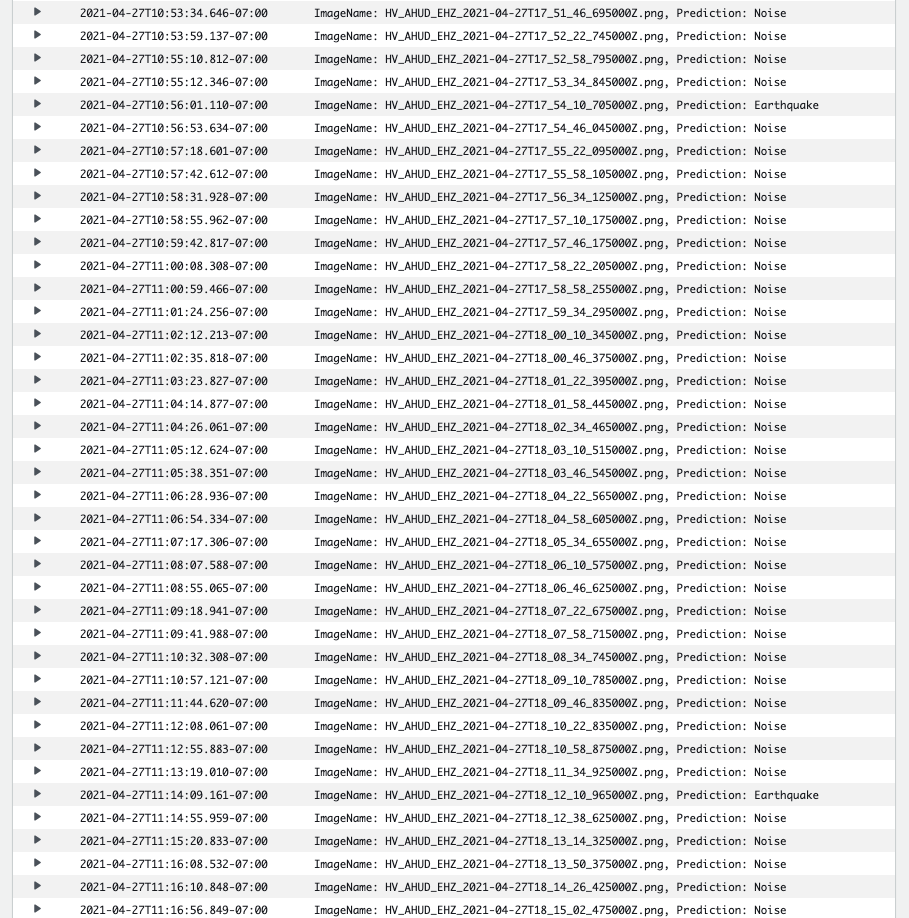 2021-04-27T10:53:34.646-07:00 ImageName: HV_AHUD_EHZ_2021-04-27T17_51_46_695000Z.png, Prediction: Noise
2021-04-27T10:53:59.137-07:00 ImageName: HV_AHUD_EHZ_2021-04-27T17_52_22_745000Z.png, Prediction: Noise
2021-04-27T10:55:10.812-07:00 ImageName: HV_AHUD_EHZ_2021-04-27T17_52_58_795000Z.png, Prediction: Noise
2021-04-27T10:55:12.346-07:00 ImageName: HV_AHUD_EHZ_2021-04-27T17_53_34_845000Z.png, Prediction: Noise
2021-04-27T10:56:01.110-07:00 ImageName: HV_AHUD_EHZ_2021-04-27T17_54_10_705000Z.png, Prediction: Earthquake
2021-04-27T10:56:53.634-07:00 ImageName: HV_AHUD_EHZ_2021-04-27T17_54_46_045000Z.png, Prediction: Noise
2021-04-27T10:57:18.601-07:00 ImageName: HV_AHUD_EHZ_2021-04-27T17_55_22_095000Z.png, Prediction: Noise
2021-04-27T10:57:42.612-07:00 ImageName: HV_AHUD_EHZ_2021-04-27T17_55_58_105000Z.png, Prediction: Noise
2021-04-27T10:58:31.928-07:00 ImageName: HV_AHUD_EHZ_2021-04-27T17_56_34_125000Z.png, Prediction: Noise
2021-04-27T10:58:55.962-07:00 ImageName: HV_AHUD_EHZ_2021-04-27T17_57_10_175000Z.png, Prediction: Noise
2021-04-27T10:59:42.817-07:00 ImageName: HV_AHUD_EHZ_2021-04-27T17_57_46_175000Z.png, Prediction: Noise
2021-04-27T11:00:08.308-07:00 ImageName: HV_AHUD_EHZ_2021-04-27T17_58_22_205000Z.png, Prediction: Noise
2021-04-27T11:00:59.466-07:00 ImageName: HV_AHUD_EHZ_2021-04-27T17_58_58_255000Z.png, Prediction: Noise
2021-04-27T11:01:24.256-07:00 ImageName: HV_AHUD_EHZ_2021-04-27T17_59_34_295000Z.png, Prediction: Noise
2021-04-27T11:02:12.213-07:00 ImageName: HV_AHUD_EHZ_2021-04-27T18_00_10_345000Z.png, Prediction: Noise
2021-04-27T11:02:35.818-07:00 ImageName: HV_AHUD_EHZ_2021-04-27T18_00_46_375000Z.png, Prediction: Noise
2021-04-27T11:03:23.827-07:00 ImageName: HV_AHUD_EHZ_2021-04-27T18_01_22_395000Z.png, Prediction: Noise
2021-04-27T11:04:14.877-07:00 ImageName: HV_AHUD_EHZ_2021-04-27T18_01_58_445000Z.png, Prediction: Noise
2021-04-27T11:04:26.061-07:00 ImageName: HV_AHUD_EHZ_2021-04-27T18_02_34_465000Z.png, Prediction: Noise
2021-04-27T11:05:12.624-07:00 ImageName: HV_AHUD_EHZ_2021-04-27T18_03_10_515000Z.png, Prediction: Noise
2021-04-27T11:05:38.351-07:00 ImageName: HV_AHUD_EHZ_2021-04-27T18_03_46_545000Z.png, Prediction: Noise
2021-04-27T11:06:28.936-07:00 ImageName: HV_AHUD_EHZ_2021-04-27T18_04_22_565000Z.png, Prediction: Noise
2021-04-27T11:06:54.334-07:00 ImageName: HV_AHUD_EHZ_2021-04-27T18_04_58_605000Z.png, Prediction: Noise
2021-04-27T11:07:17.306-07:00 ImageName: HV_AHUD_EHZ_2021-04-27T18_05_34_655000Z.png, Prediction: Noise
2021-04-27T11:08:07.588-07:00 ImageName: HV_AHUD_EHZ_2021-04-27T18_06_10_575000Z.png, Prediction: Noise
2021-04-27T11:08:55.065-07:00 ImageName: HV_AHUD_EHZ_2021-04-27T18_06_46_625000Z.png, Prediction: Noise
2021-04-27T11:09:18.941-07:00 ImageName: HV_AHUD_EHZ_2021-04-27T18_07_22_675000Z.png, Prediction: Noise
2021-04-27T11:09:41.988-07:00 ImageName: HV_AHUD_EHZ_2021-04-27T18_07_58_715000Z.png, Prediction: Noise
2021-04-27T11:10:32.308-07:00 ImageName: HV_AHUD_EHZ_2021-04-27T18_08_34_745000Z.png, Prediction: Noise
2021-04-27T11:10:57.121-07:00 ImageName: HV_AHUD_EHZ_2021-04-27T18_09_10_785000Z.png, Prediction: Noise
2021-04-27T11:11:44.620-07:00 ImageName: HV_AHUD_EHZ_2021-04-27T18_09_46_835000Z.png, Prediction: Noise
2021-04-27T11:12:08.061-07:00 ImageName: HV_AHUD_EHZ_2021-04-27T18_10_22_835000Z.png, Prediction: Noise
2021-04-27T11:12:55.883-07:00 ImageName: HV_AHUD_EHZ_2021-04-27T18_10_58_875000Z.png, Prediction: Noise
2021-04-27T11:13:19.010-07:00 ImageName: HV_AHUD_EHZ_2021-04-27T18_11_34_925000Z.png, Prediction: Noise
2021-04-27T11:14:09.161-07:00 ImageName: HV_AHUD_EHZ_2021-04-27T18_12_10_965000Z.png, Prediction: Earthquake
2021-04-27T11:14:55.959-07:00 ImageName: HV_AHUD_EHZ_2021-04-27T18_12_38_625000Z.png, Prediction: Noise
2021-04-27T11:15:20.833-07:00 ImageName: HV_AHUD_EHZ_2021-04-27T18_13_14_325000Z.png, Prediction: Noise
2021-04-27T11:16:08.532-07:00 ImageName: HV_AHUD_EHZ_2021-04-27T18_13_50_375000Z.png, Prediction: Noise
2021-04-27T11:16:10.848-07:00 ImageName: HV_AHUD_EHZ_2021-04-27T18_14_26_425000Z.png, Prediction: Noise
2021-04-27T11:16:56.849-07:00 ImageName: HV_AHUD_EHZ_2021-04-27T18_15_02_475000Z.png, Prediction: Noise